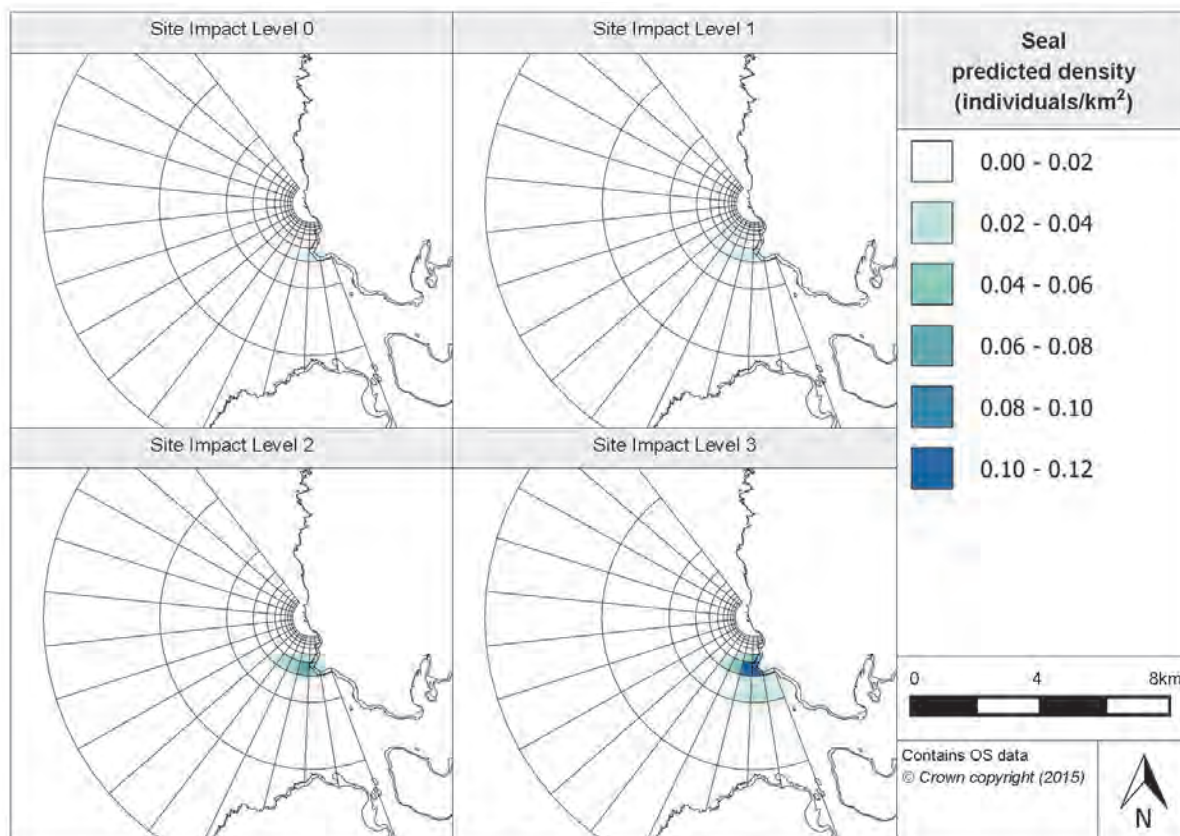 Site Impact Level 0
Site Impact Level 1
Seal
predicted density
(individuals/km²)
0.00 - 0.02
0.02 - 0.04
0.04 - 0.06
0.06 - 0.08
0.08 - 0.10
0.10 - 0.12
Site Impact Level 2
Site Impact Level 3
0 4 8km
Contains OS data
© Crown copyright (2015)
N